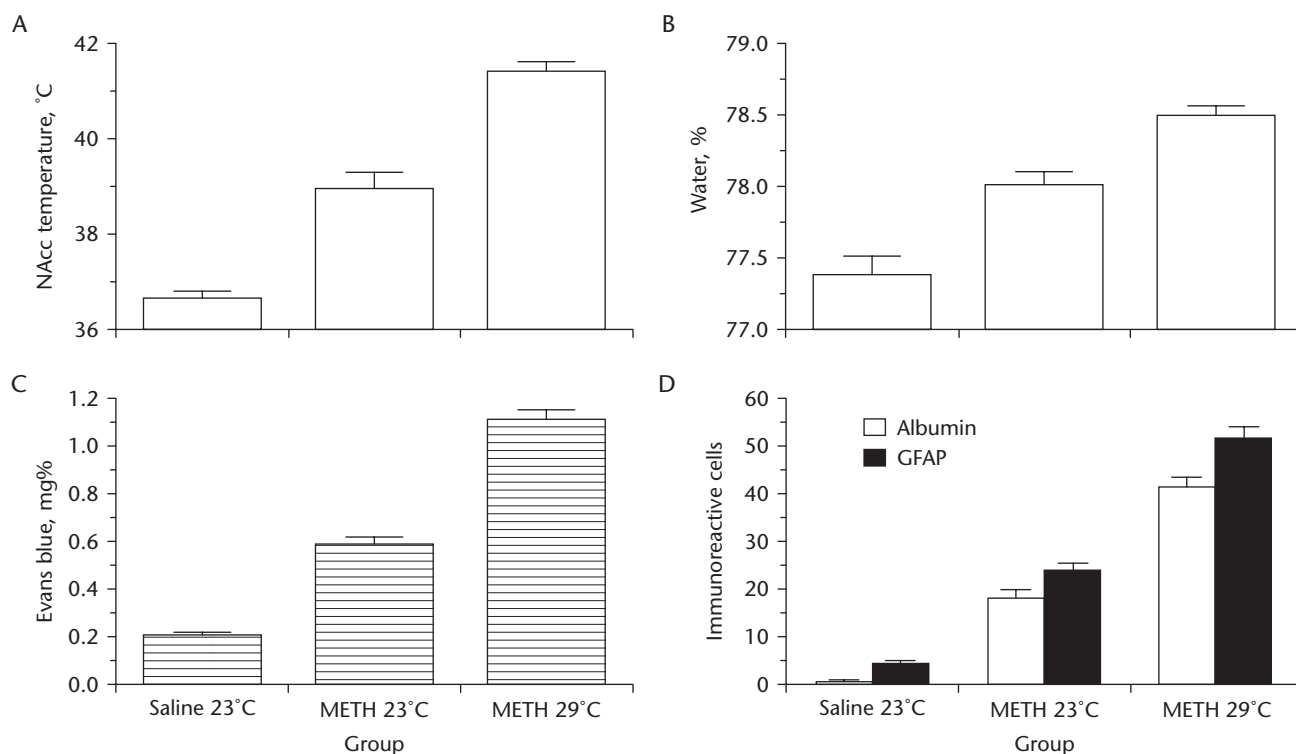 A
NAcc temperature, ˚C
42
40
38
36
B
Water, %
79.0
78.5
78.0
77.5
77.0
C
Evans blue, mg%
1.2
1.0
0.8
0.6
0.4
0.2
0.0
Saline 23˚C METH 23˚C METH 29˚C
Group
D
Immunoreactive cells
60
50
40
30
20
10
0
Albumin
GFAP
Saline 23˚C METH 23˚C METH 29˚C
Group